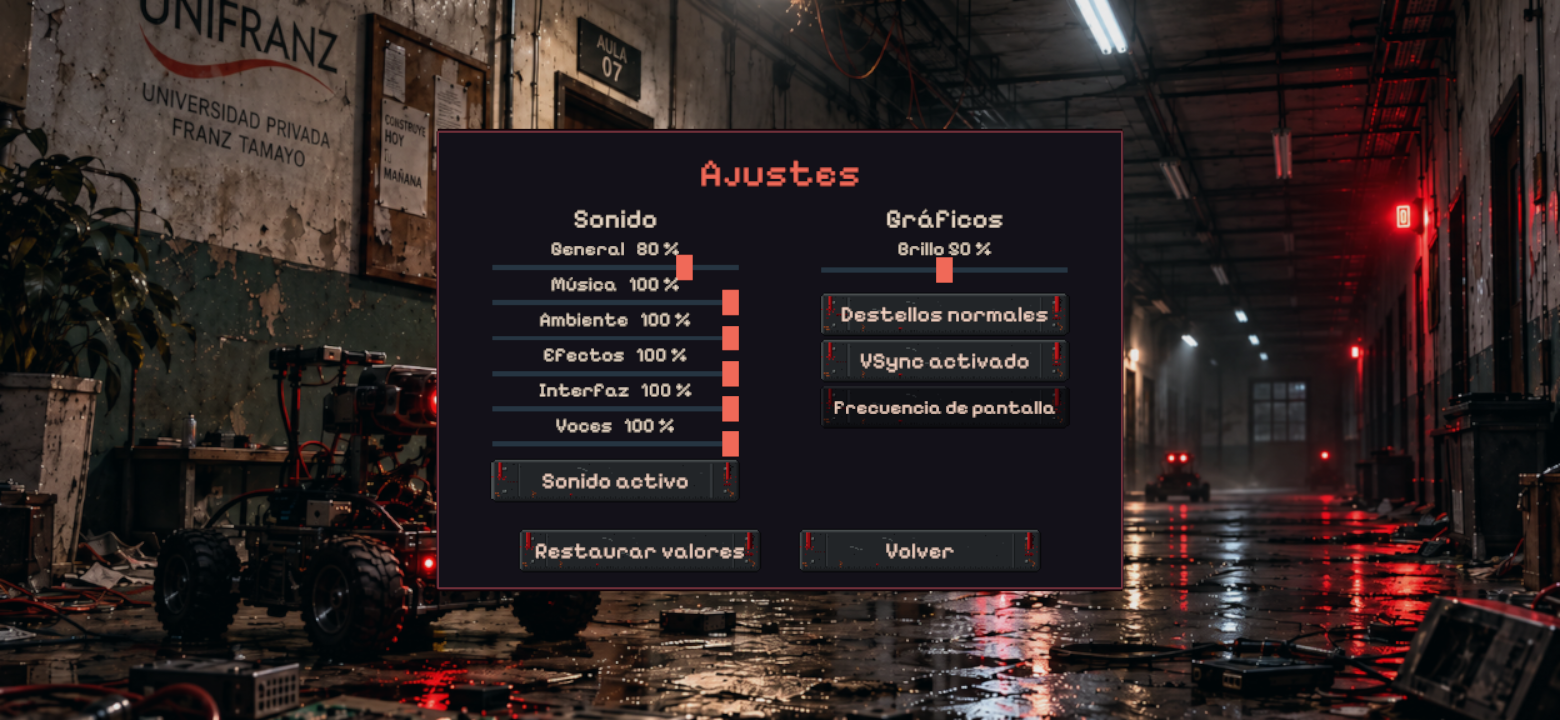 UNIFRANZ
UNIVERSIDAD PRIVADA
FRANZ TAMAYO
CONSTRUYE
HOY
MAÑANA
AULA
07
Ajustes
Sonido
General 80 %
Música 100 %
Ambiente 100 %
Efectos 100 %
Interfaz 100 %
Voces 100 %
Sonido activo
Gráficos
Brillo 90 %
Destellos normales
VSync activado
Frecuencia de pantalla
Restaurar valores
Volver
0